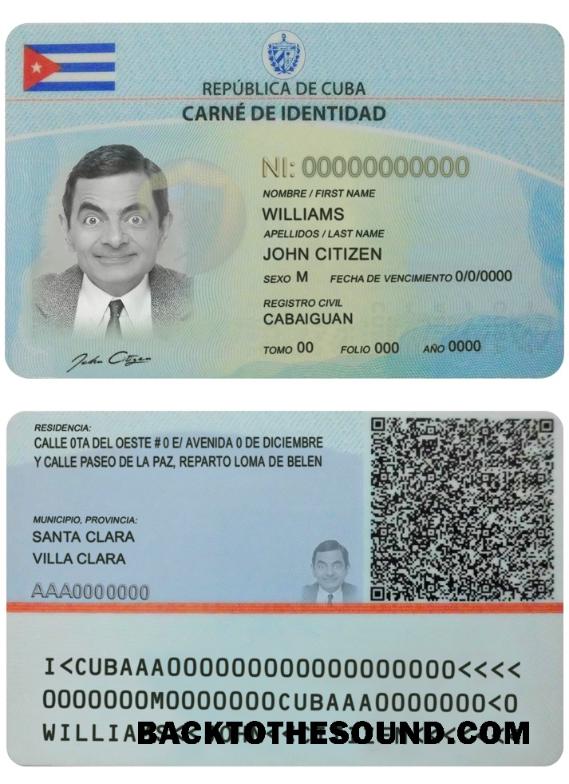 REPÚBLICA DE CUBA
CARNÉ DE IDENTIDAD
NI: 00000000000
NOMBRE / FIRST NAME
WILLIAMS
APELLIDOS / LAST NAME
JOHN CITIZEN
SEXO M FECHA DE VENCIMIENTO 0/0/0000
REGISTRO CIVIL
CABAIGUAN
TOMO 00 FOLIO 000 AÑO 0000
John Citizen
RESIDENCIA:
CALLE 0TA DEL OESTE # 0 E/ AVENIDA 0 DE DICIEMBRE
Y CALLE PASEO DE LA PAZ, REPARTO LOMA DE BELEN
MUNICIPIO, PROVINCIA:
SANTA CLARA
VILLA CLARA
AAA0000000
I<CUBAAA0000000000000000000<<<<
0000000M0000000CUBAAA0000000<0
BACKTOTHESOUND.COM